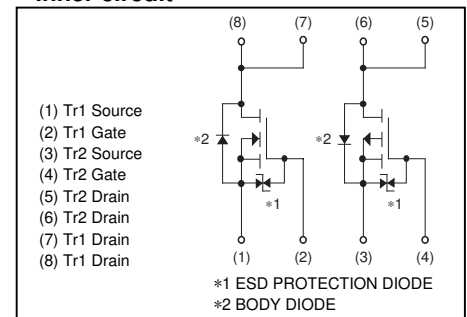 (8) (7) (6) (5)
(1) Tr1 Source
(2) Tr1 Gate
(3) Tr2 Source
(4) Tr2 Gate
(5) Tr2 Drain
(6) Tr2 Drain
(7) Tr1 Drain
(8) Tr1 Drain
∗2 ∗2
∗1 ∗1
(1) (2) (3) (4)
∗1 ESD PROTECTION DIODE
∗2 BODY DIODE